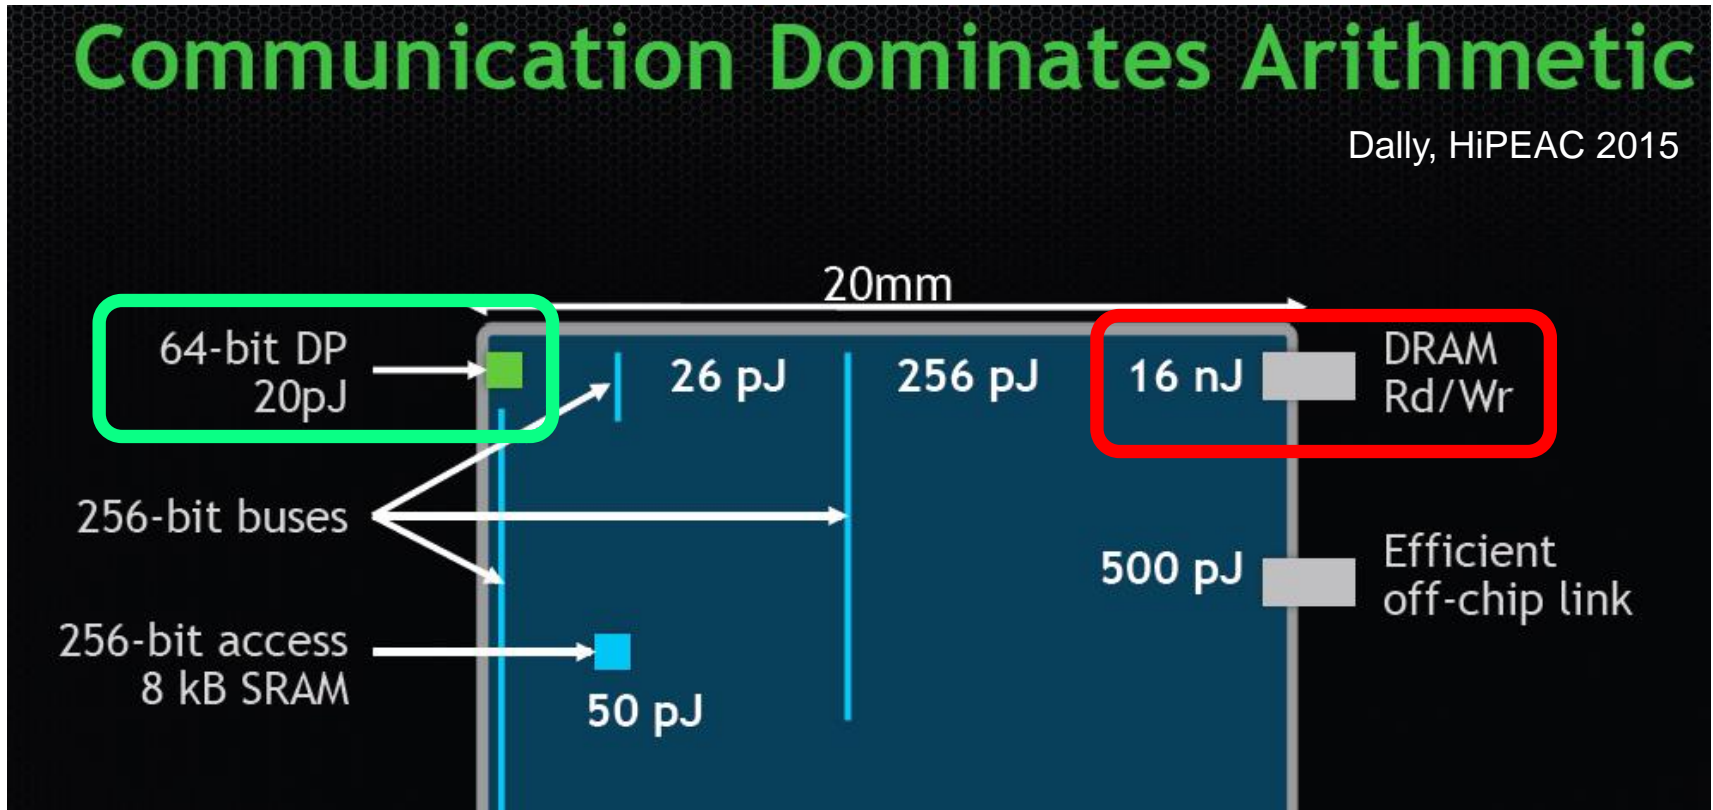 Communication Dominates Arithmetic
Dally, HiPEAC 2015
20mm
64-bit DP
20pJ
26 pJ
256 pJ
16 nJ
DRAM
Rd/Wr
256-bit buses
500 pJ
Efficient
off-chip link
256-bit access
8 kB SRAM
50 pJ